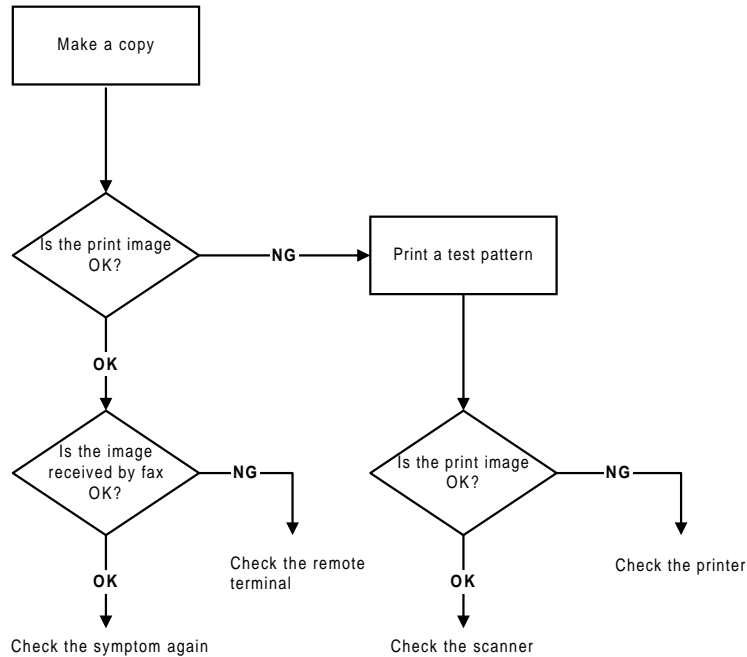 Make a copy
Is the print image
OK?
NG
Print a test pattern
OK
Is the image
received by fax
OK?
NG
Is the print image
OK?
NG
Check the remote
terminal
Check the printer
OK
OK
Check the symptom again
Check the scanner